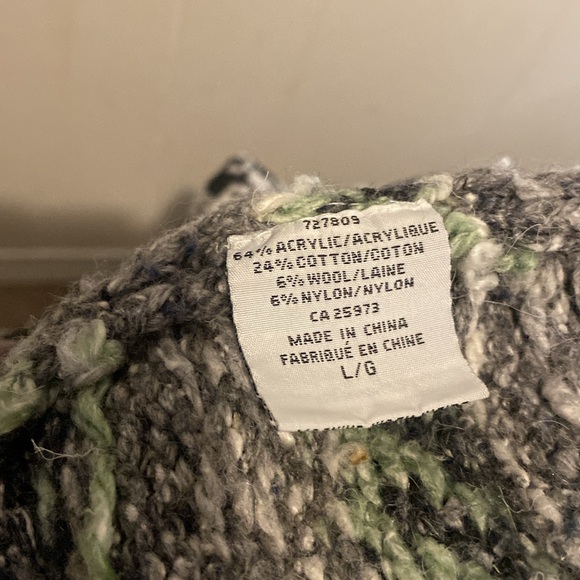 727809
64% ACRYLIC/ACRYLIQUE
24% COTTON/COTON
6% WOOL/LAINE
6% NYLON/NYLON
CA 25973
MADE IN CHINA
FABRIQUÉ EN CHINE
L/G